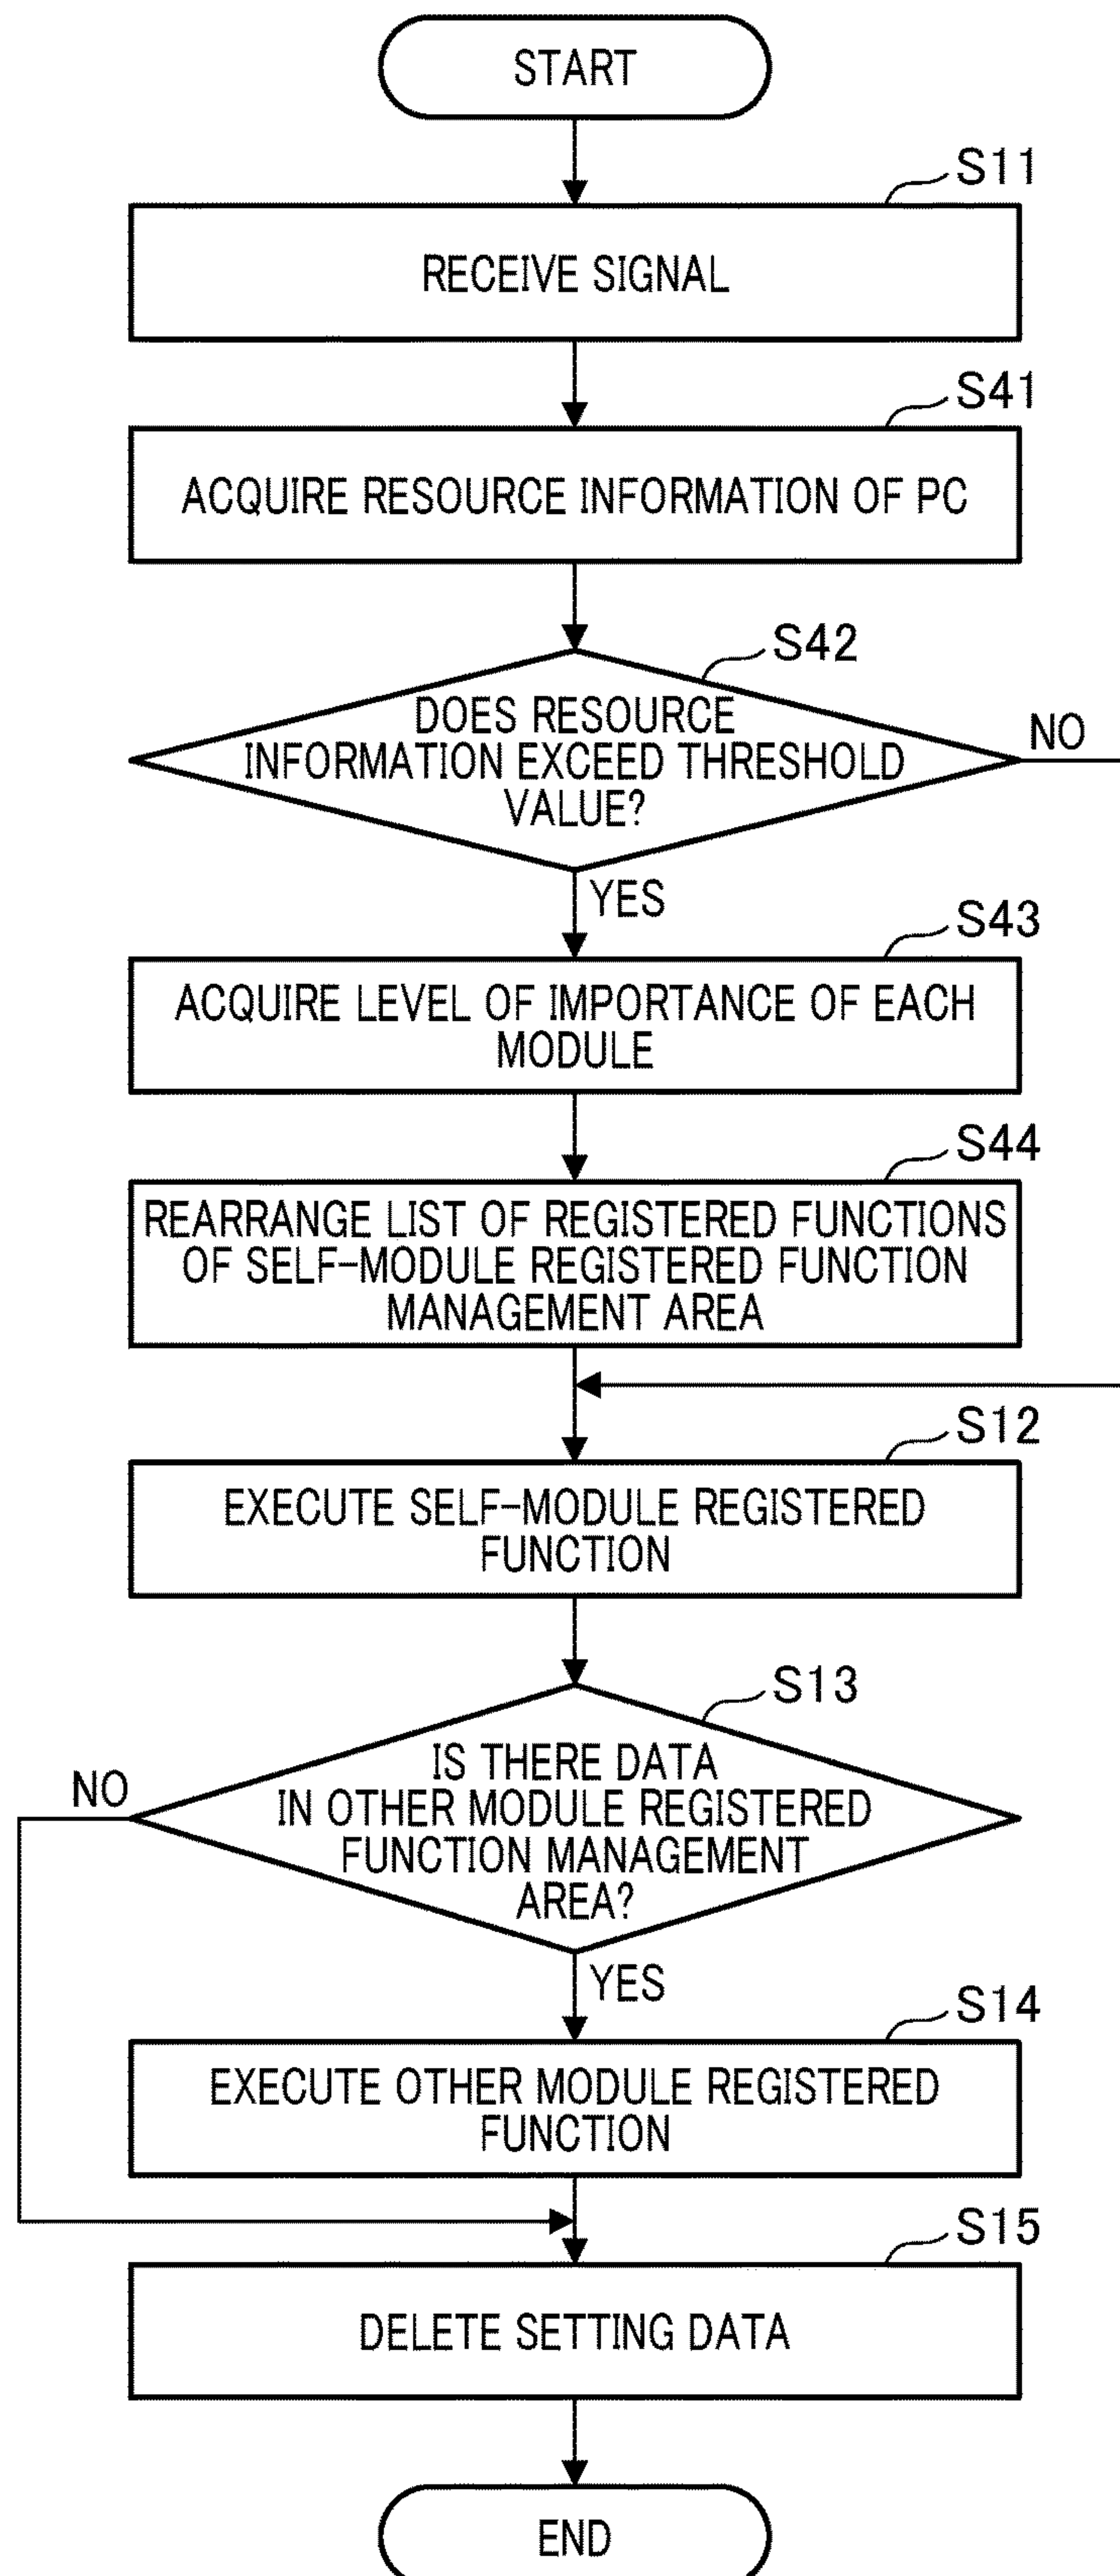 START
S11
RECEIVE SIGNAL
S41
ACQUIRE RESOURCE INFORMATION OF PC
S42
DOES RESOURCE
INFORMATION EXCEED THRESHOLD
VALUE?
NO
YES
S43
ACQUIRE LEVEL OF IMPORTANCE OF EACH
MODULE
S44
REARRANGE LIST OF REGISTERED FUNCTIONS
OF SELF-MODULE REGISTERED FUNCTION
MANAGEMENT AREA
S12
EXECUTE SELF-MODULE REGISTERED
FUNCTION
S13
IS THERE DATA
IN OTHER MODULE REGISTERED
FUNCTION MANAGEMENT
AREA?
NO
YES
S14
EXECUTE OTHER MODULE REGISTERED
FUNCTION
S15
DELETE SETTING DATA
END